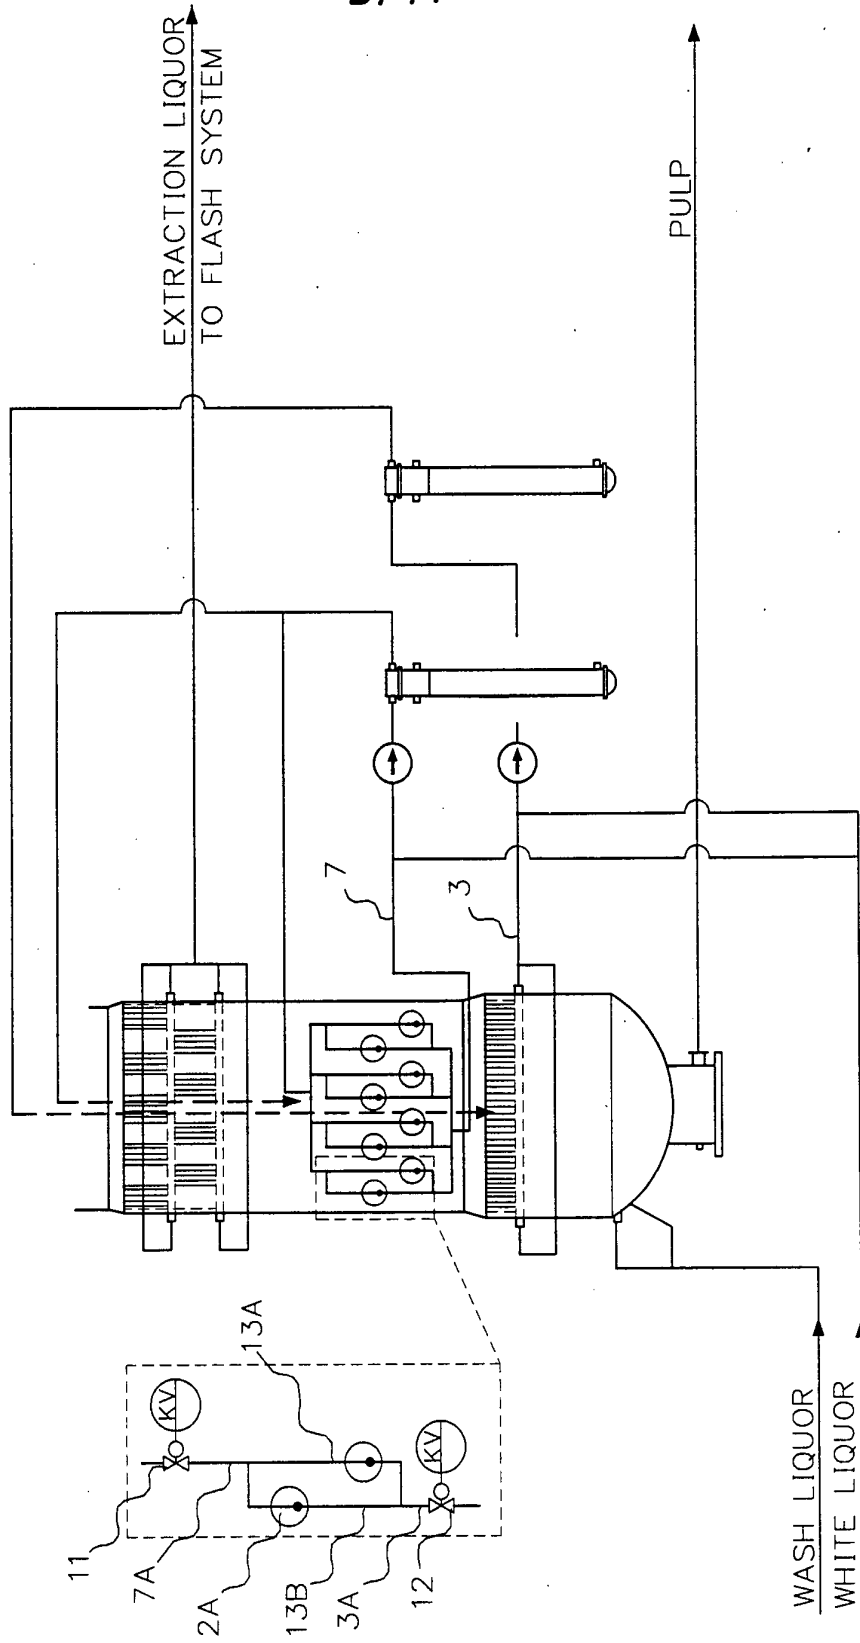 EXTRACTION LIQUOR
TO FLASH SYSTEM
PULP
7
3
11
7A
2A
13B
3A
12
13A
KV
KV
WASH LIQUOR
WHITE LIQUOR